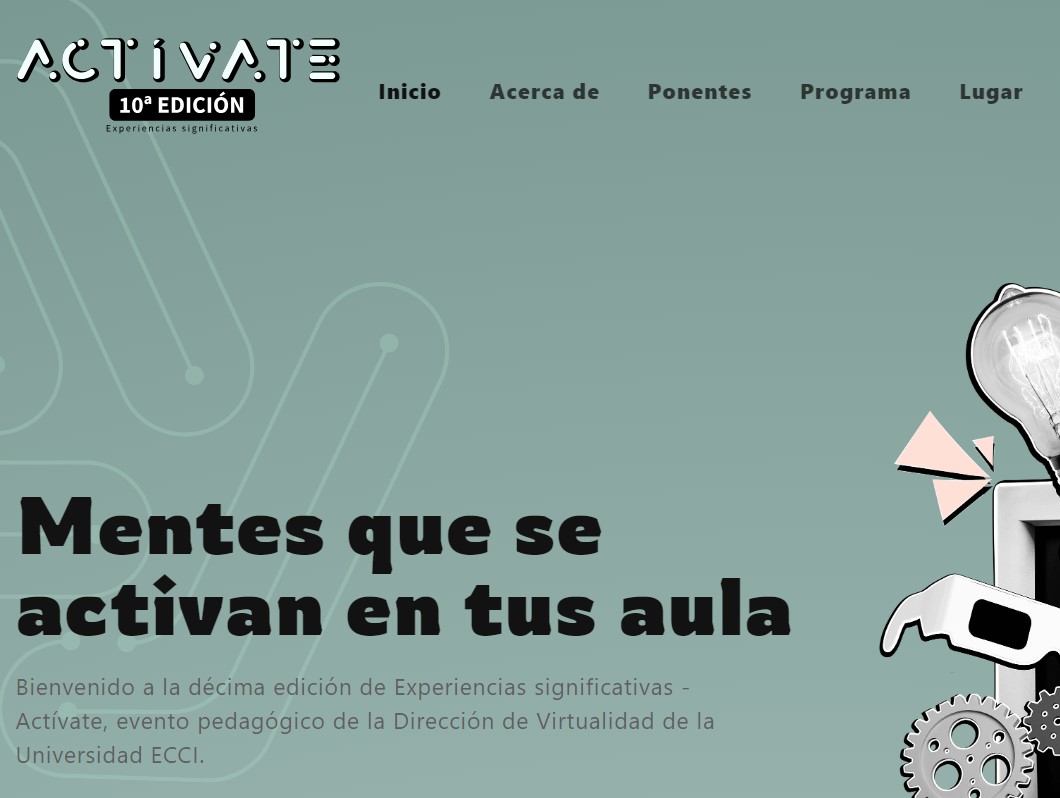 ACTÍVATE
10ª EDICIÓN
Experiencias significativas
Inicio Acerca de Ponentes Programa Lugar
Mentes que se
activan en tus aula
Bienvenido a la décima edición de Experiencias significativas -
Actívate, evento pedagógico de la Dirección de Virtualidad de la
Universidad ECCI.